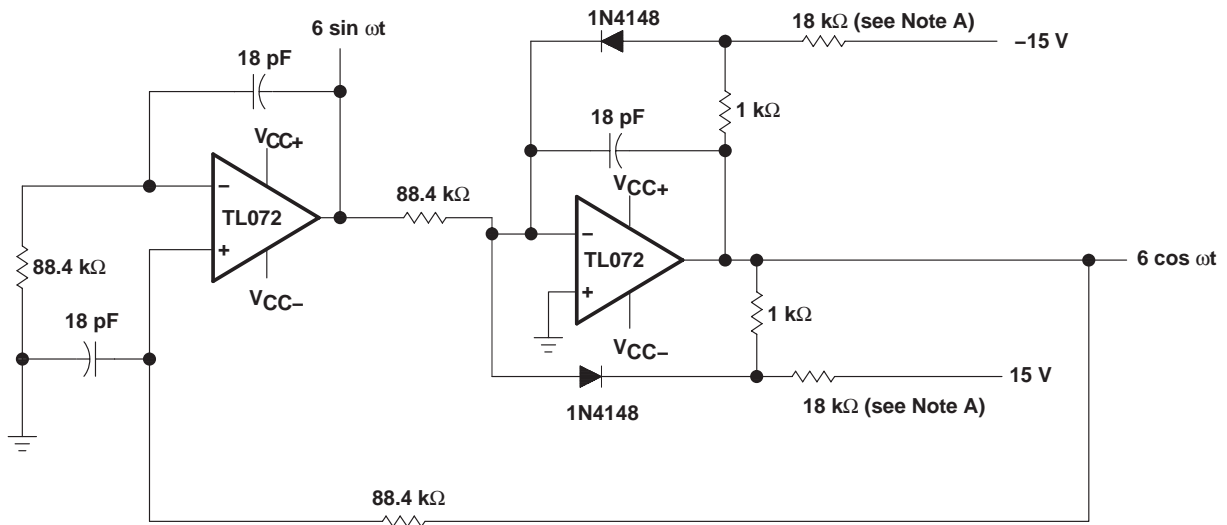 1N4148
18 kΩ (see Note A)
–15 V
6 sin ωt
18 pF
1 kΩ
18 pF
VCC+
VCC+
88.4 kΩ
–
TL072
+
–
TL072
+
88.4 kΩ
6 cos ωt
VCC–
1 kΩ
18 pF
VCC–
15 V
1N4148
18 kΩ (see Note A)
88.4 kΩ